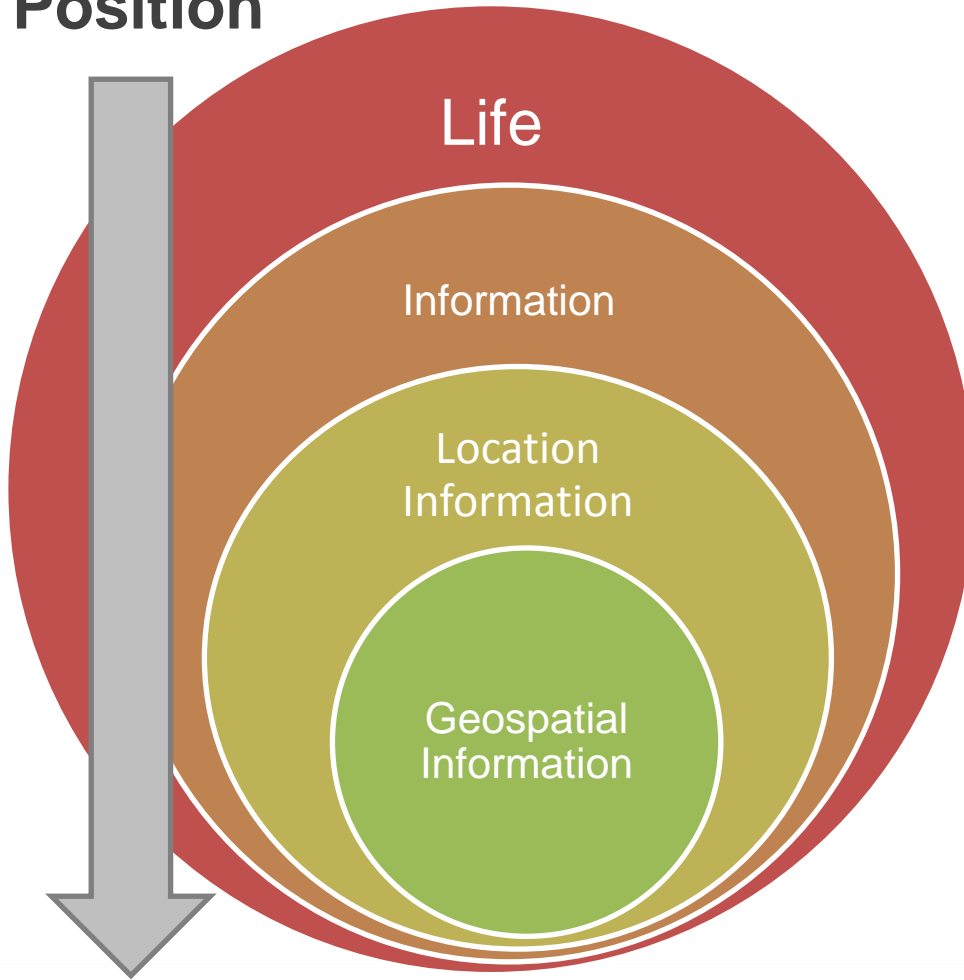 Position
Life
Information
Location
Information
Geospatial
Information